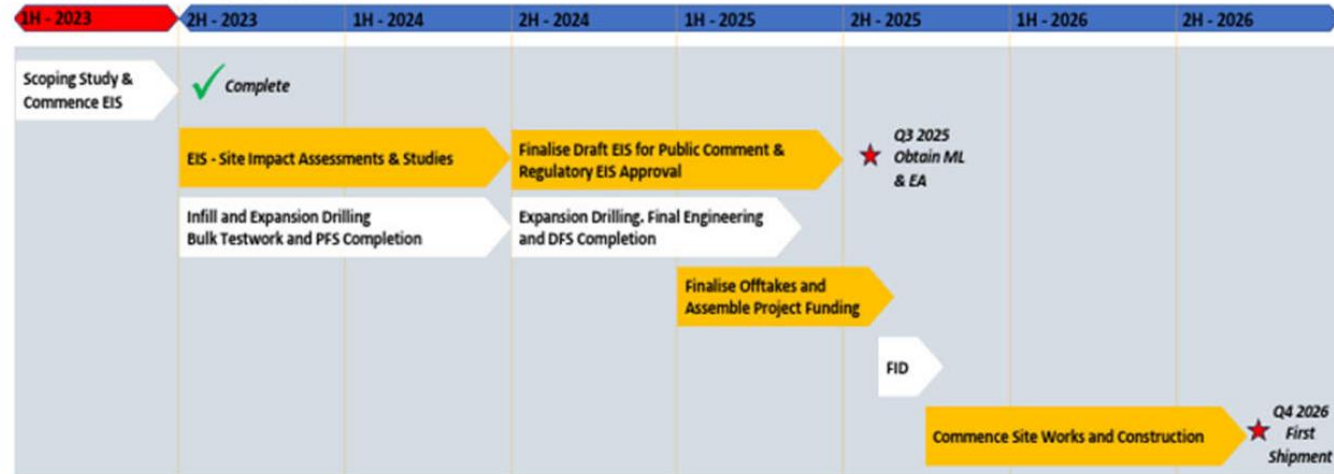 1H - 2023 2H - 2023 1H - 2024 2H - 2024 1H - 2025 2H - 2025 1H - 2026 2H - 2026
Scoping Study &
Commence EIS
Complete
EIS - Site Impact Assessments & Studies
Finalise Draft EIS for Public Comment &
Regulatory EIS Approval
Q3 2025
Obtain ML
& EA
Infill and Expansion Drilling
Bulk Testwork and PFS Completion
Expansion Drilling, Final Engineering
and DFS Completion
Finalise Offtakes and
Assemble Project Funding
FID
Commence Site Works and Construction
Q4 2026
First
Shipment